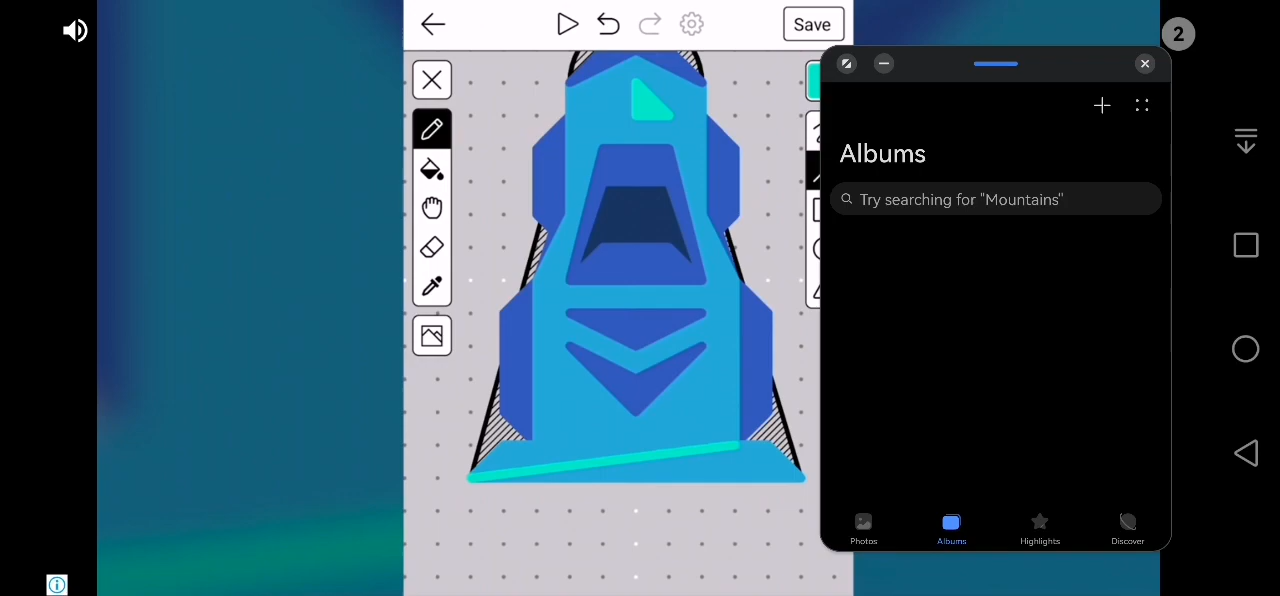 Save
2
Albums
Try searching for "Mountains"
Photos
Albums
Highlights
Discover